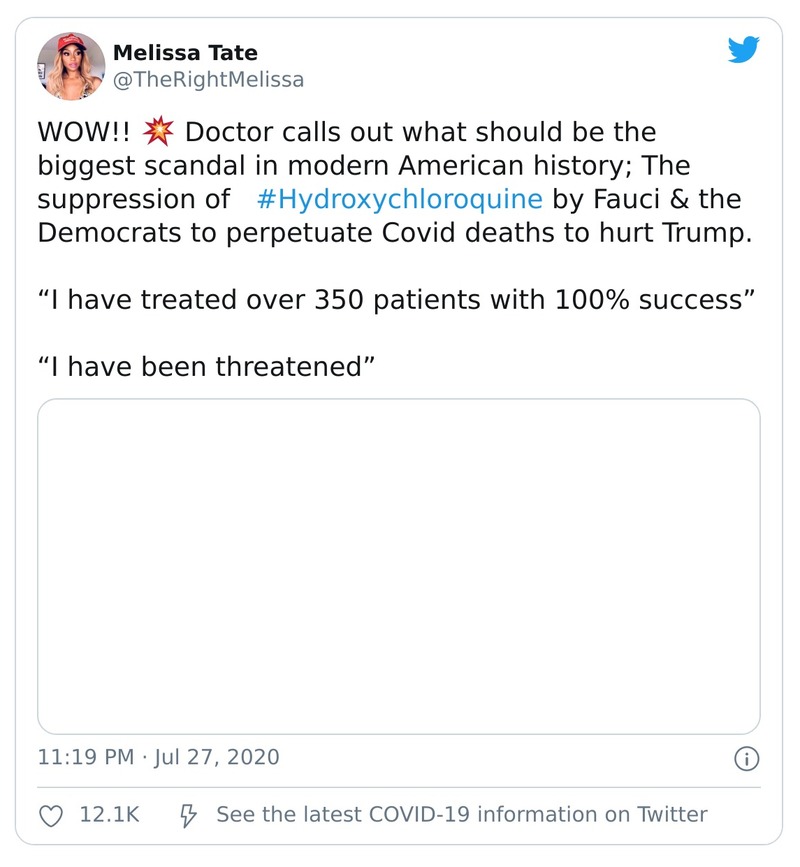 Melissa Tate
@TheRightMelissa
WOW!! 💥 Doctor calls out what should be the
biggest scandal in modern American history; The
suppression of #Hydroxychloroquine by Fauci & the
Democrats to perpetuate Covid deaths to hurt Trump.
“I have treated over 350 patients with 100% success”
“I have been threatened”
11:19 PM · Jul 27, 2020
12.1K See the latest COVID-19 information on Twitter